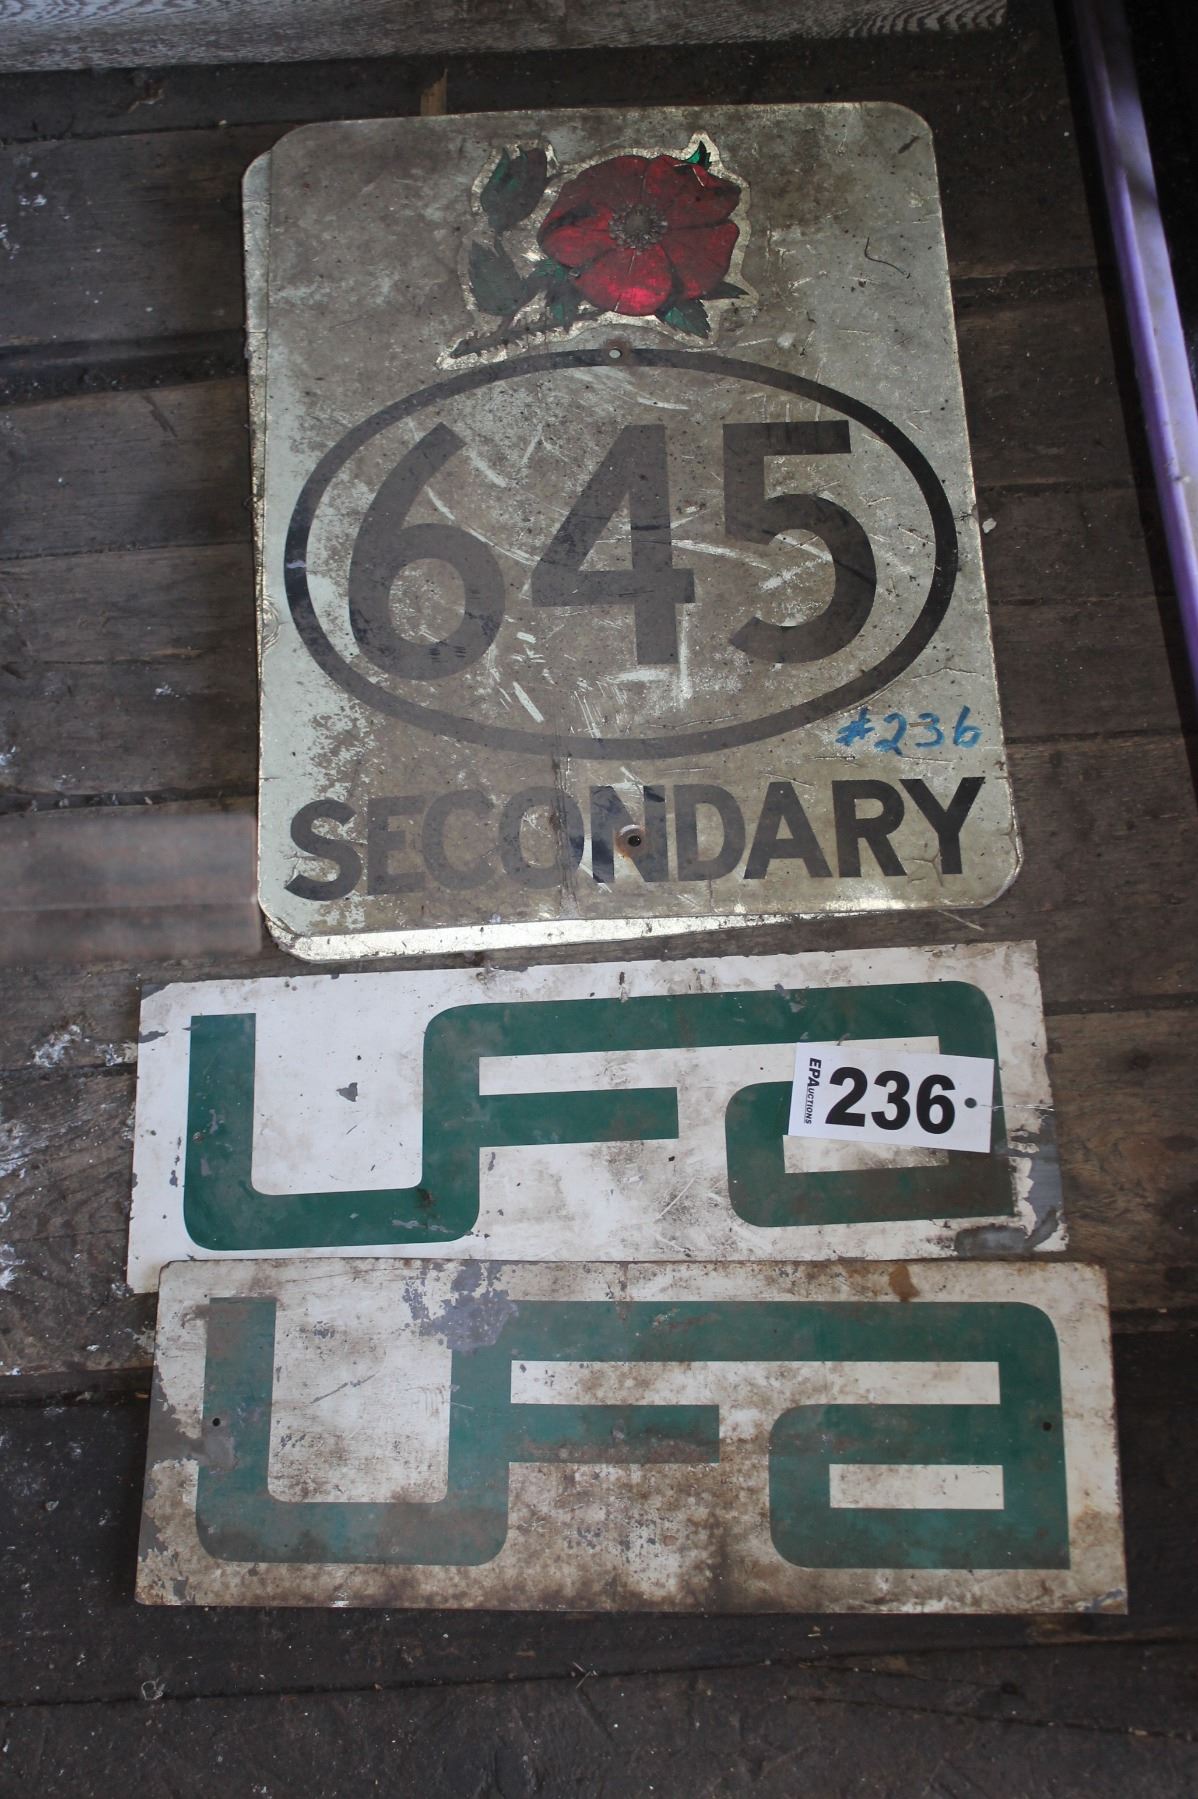 645
#236
SECONDARY
UFa
EPAUCTIONS 236
UFa